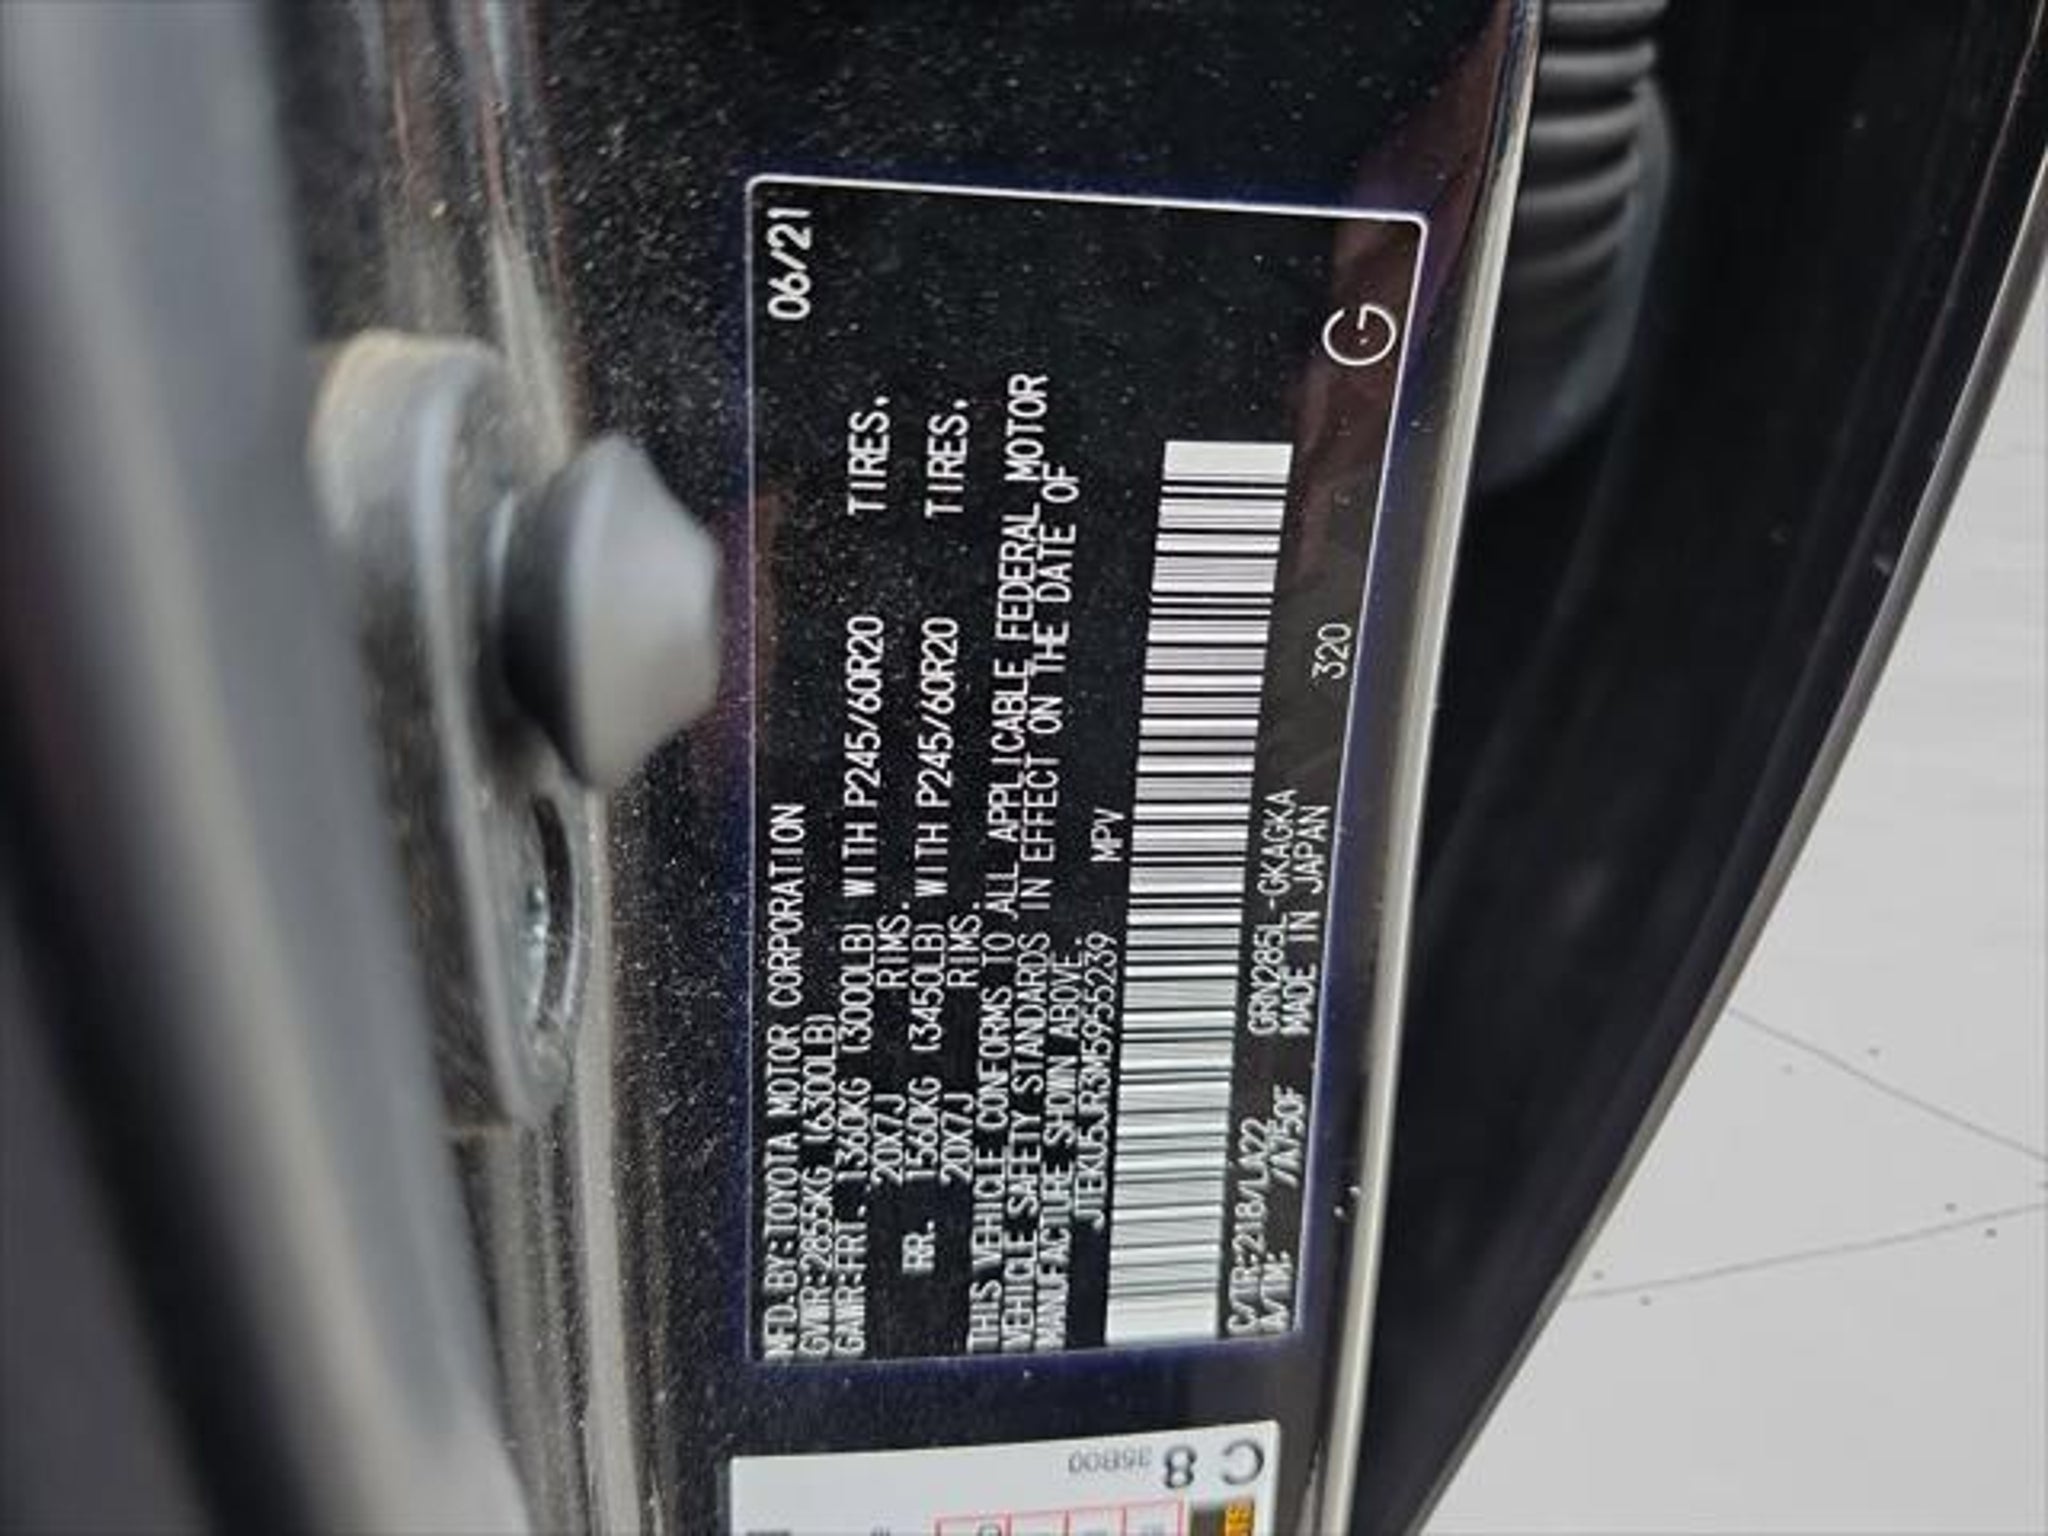 MFD.BY:TOYOTA MOTOR CORPORATION 06/21
GVWR:2855KG (6300LB)
GAWR:FRT. 1360KG (3000LB) WITH P245/60R20 TIRES,
20X7J RIMS.
RR. 1560KG (3450LB) WITH P245/60R20 TIRES,
20X7J RIMS.
THIS VEHICLE CONFORMS TO ALL APPLICABLE FEDERAL MOTOR
VEHICLE SAFETY STANDARDS IN EFFECT ON THE DATE OF
MANUFACTURE SHOWN ABOVE.
JTEKU5JR3M5955239 MPV
C/TR:218/LA22 GRN285L-GKAGKA
A/TM: /A750F MADE IN JAPAN
320
G
C8
35B00